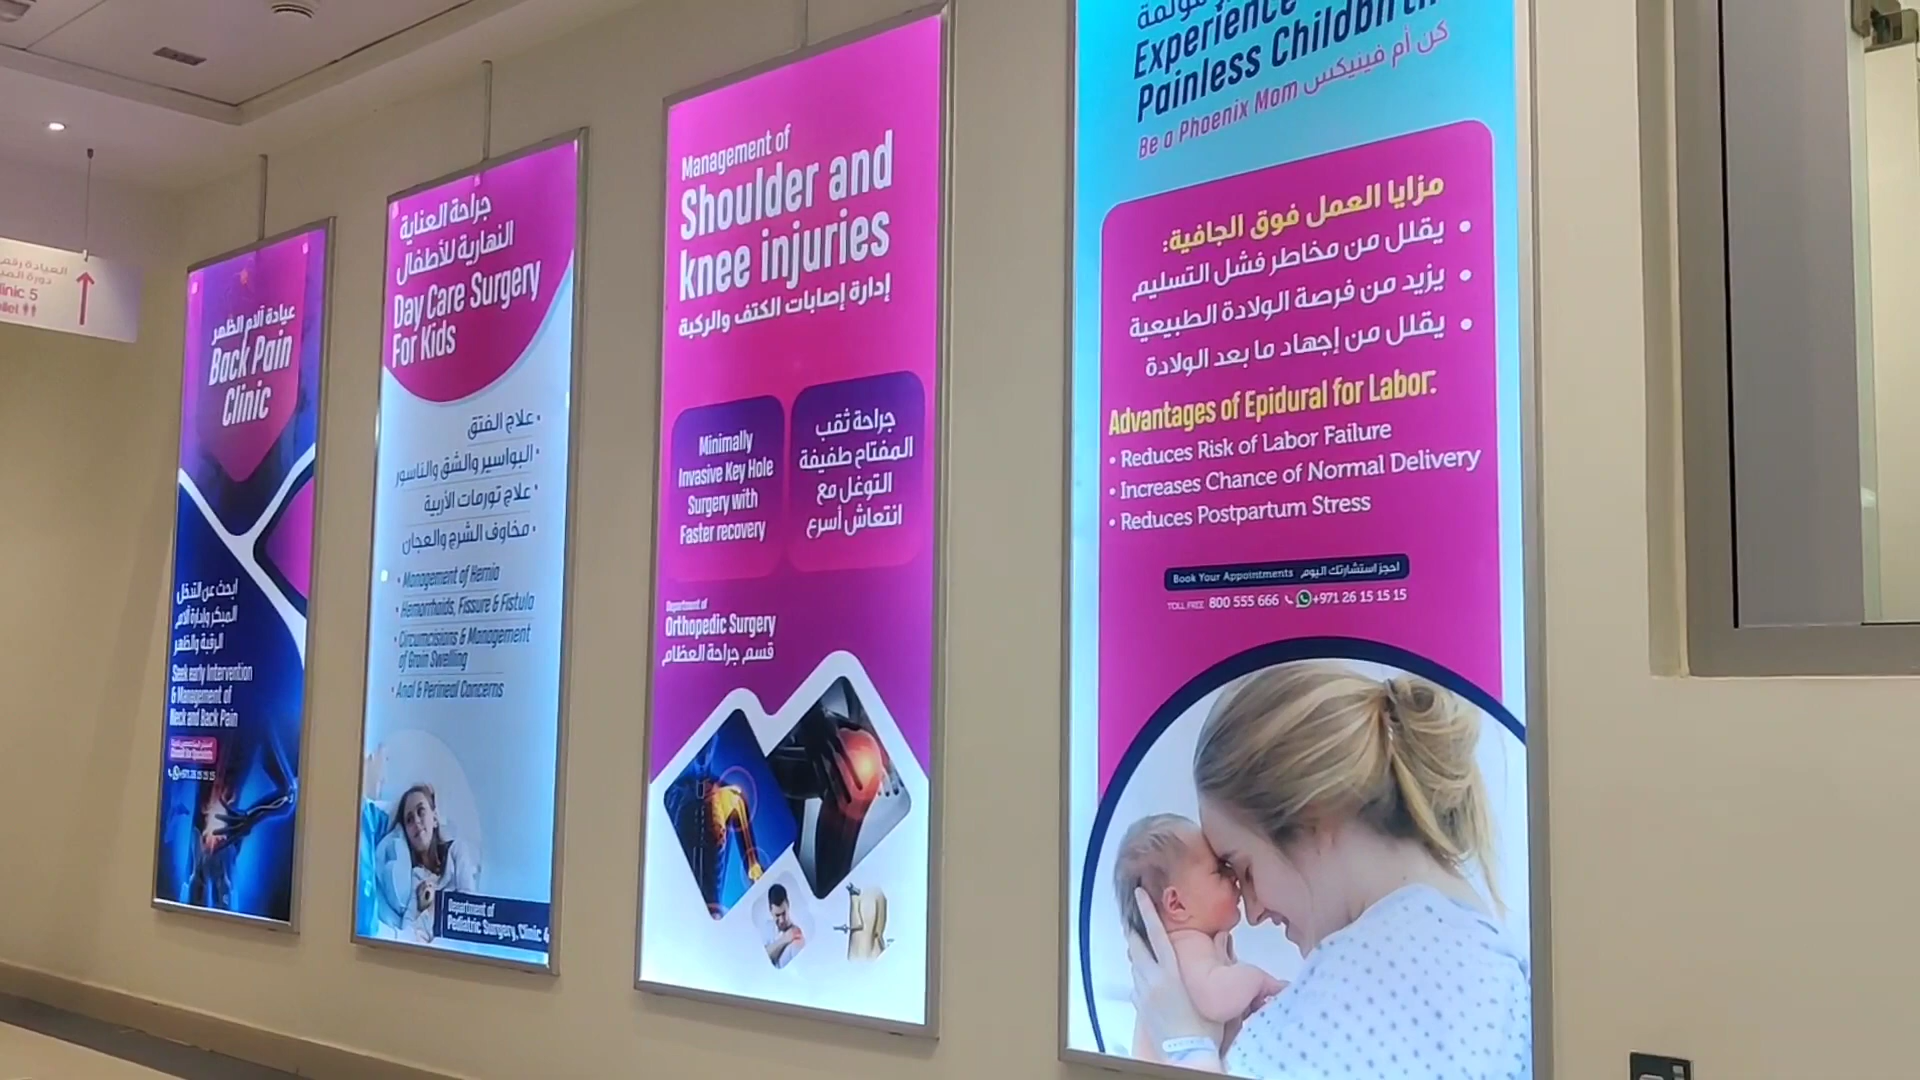 العيادة رقم
clinic 5
عيادة آلام الظهر
Back Pain
Clinic
ابحث عن التدخل
المبكر وإدارة آلام
الرقبة والظهر
Seek early Intervention
& Management of
Neck and Back Pain
+971 26 15 15 15
جراحة العناية
النهارية للأطفال
Day Care Surgery
For Kids
• علاج الفتق
• البواسير والشق والناسور
• علاج تورمات الأربية
• مخاوف الشرج والعجان
• Management of Hernia
• Hemorrhoids, Fissure & Fistula
• Circumcisions & Management
of Groin Swelling
• Anal & Perineal Concerns
Department of
Pediatric Surgery, Clinic &
Management of
Shoulder and
knee injuries
إدارة إصابات الكتف والركبة
Minimally
Invasive Key Hole
Surgery with
Faster recovery
جراحة ثقب
المفتاح طفيفة
التوغل مع
انتعاش أسرع
Department of
Orthopedic Surgery
قسم جراحة العظام
Experience
Painless Childbirth
Be a Phoenix Mom كن أم فينيكس
مزايا العمل فوق الجافية:
• يقلل من مخاطر فشل التسليم
• يزيد من فرصة الولادة الطبيعية
• يقلل من إجهاد ما بعد الولادة
Advantages of Epidural for Labor:
• Reduces Risk of Labor Failure
• Increases Chance of Normal Delivery
• Reduces Postpartum Stress
Book Your Appointments احجز استشارتك اليوم
TOLL FREE 800 555 666 +971 26 15 15 15